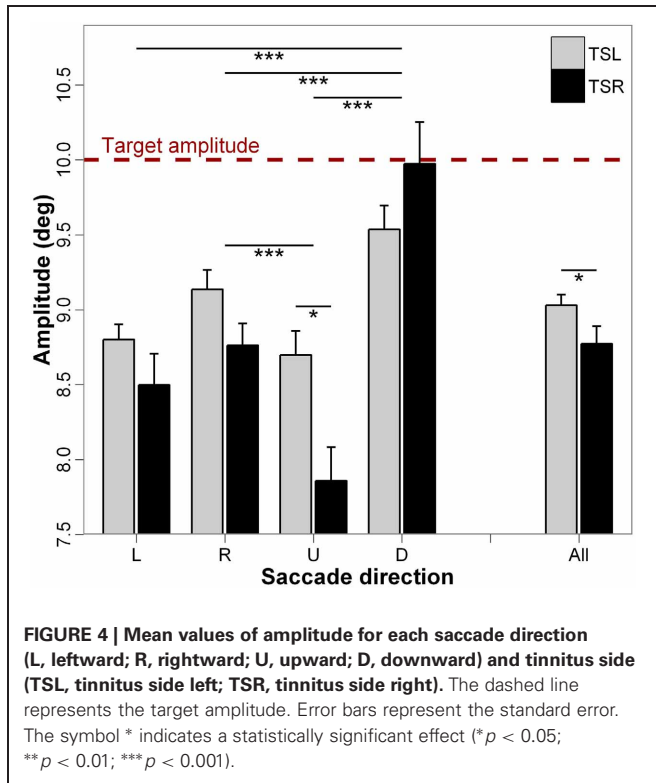 ***
***
***
TSL
TSR
10.5
Target amplitude
10.0
9.5
***
*
*
9.0
8.5
8.0
7.5
Amplitude (deg)
L R U D All
Saccade direction
FIGURE 4 | Mean values of amplitude for each saccade direction
(L, leftward; R, rightward; U, upward; D, downward) and tinnitus side
(TSL, tinnitus side left; TSR, tinnitus side right). The dashed line
represents the target amplitude. Error bars represent the standard error.
The symbol * indicates a statistically significant effect (*p < 0.05;
**p < 0.01; ***p < 0.001).